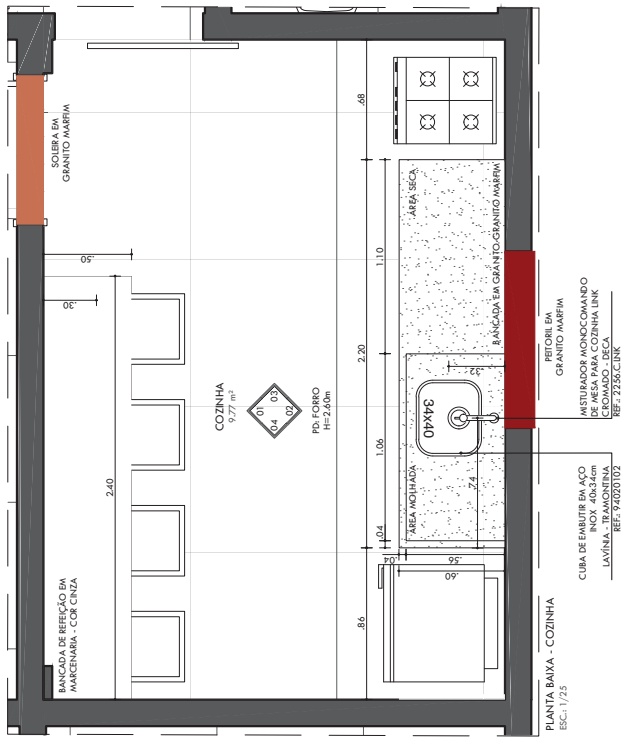 SOLEIRA EM
GRANITO MARFIM
.50
.30
BANCADA DE REFEIÇÃO EM
MARCENARIA - COR CINZA
2.40
COZINHA
9.77 m²
01
03
04
02
PD: FORRO
H=2.60m
.68
2.20
.86
1.10
1.06
.04
.04
.56
.60
ÁREA SECA
BANCADA EM GRANITO GRANITO MARFIM
ÁREA MOLHADA
34X40
.32
.74
PEITORIL EM
GRANITO MARFIM
MISTURADOR MONOCOMANDO
DE MESA PARA COZINHA LINK
CROMADO - DECA
REF.: 2256.C.LINK
CUBA DE EMBUTIR EM AÇO
INOX 40x34cm
LAVÍNIA - TRAMONTINA
REF.: 94020102
PLANTA BAIXA - COZINHA
ESC.: 1/25